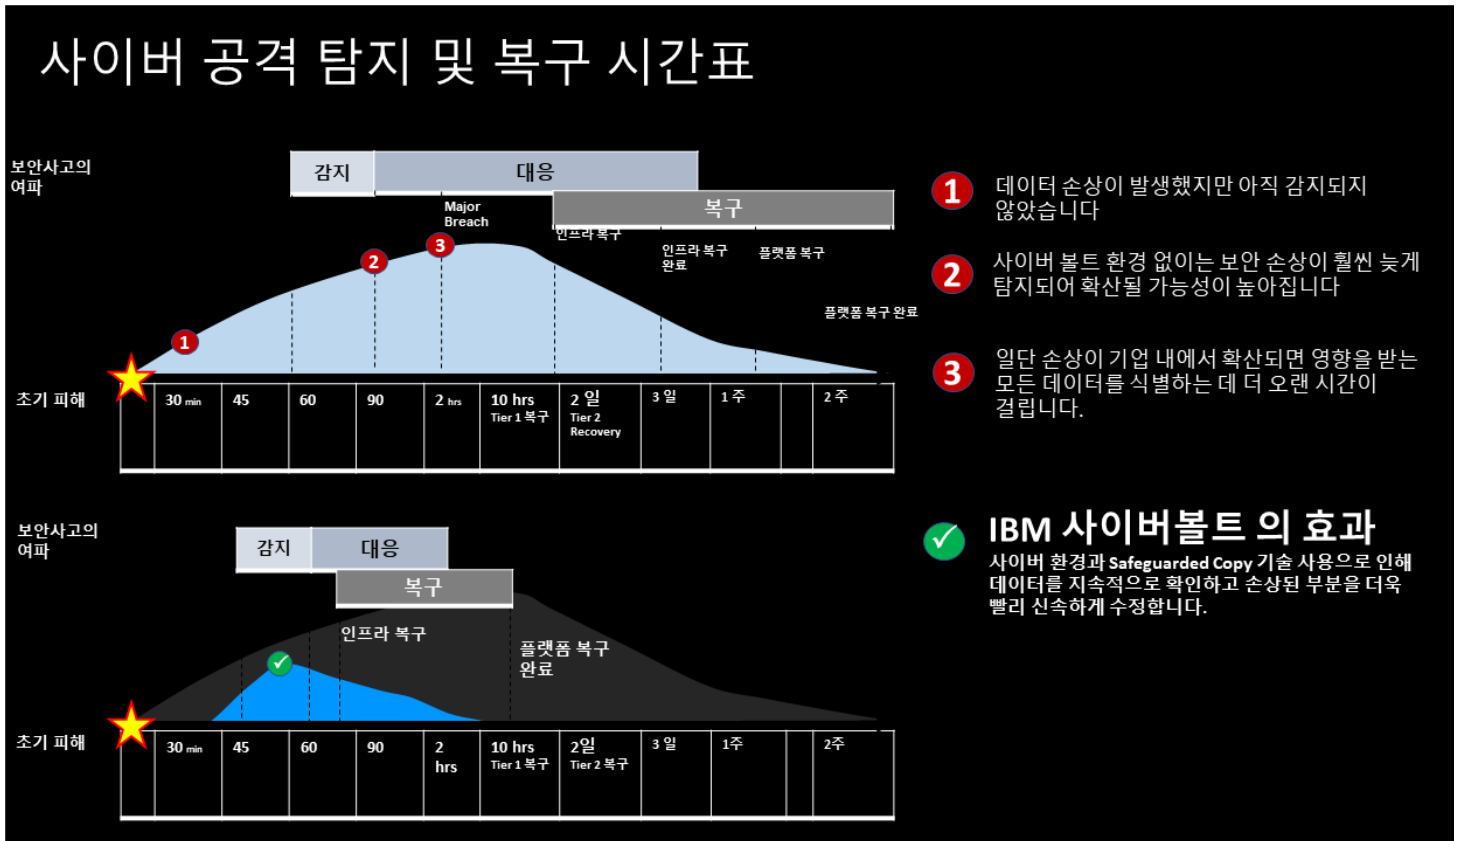 사이버 공격 탐지 및 복구 시간표
보안사고의
여파
감지
대응
복구
Major
Breach
인프라 복구
인프라 복구
완료
플랫폼 복구
플랫폼 복구 완료
1
2
3
초기 피해
30 min
45
60
90
2 hrs
10 hrs
Tier 1 복구
2 일
Tier 2
Recovery
3 일
1 주
2 주
1
데이터 손상이 발생했지만 아직 감지되지
않았습니다
2
사이버 볼트 환경 없이는 보안 손상이 훨씬 늦게
탐지되어 확산될 가능성이 높아집니다
3
일단 손상이 기업 내에서 확산되면 영향을 받는
모든 데이터를 식별하는 데 더 오랜 시간이
걸립니다.
보안사고의
여파
감지
대응
복구
인프라 복구
플랫폼 복구
완료
초기 피해
30 min
45
60
90
2
hrs
10 hrs
Tier 1 복구
2일
Tier 2 복구
3 일
1주
2주
IBM 사이버볼트 의 효과
사이버 환경과 Safeguarded Copy 기술 사용으로 인해
데이터를 지속적으로 확인하고 손상된 부분을 더욱
빨리 신속하게 수정합니다.